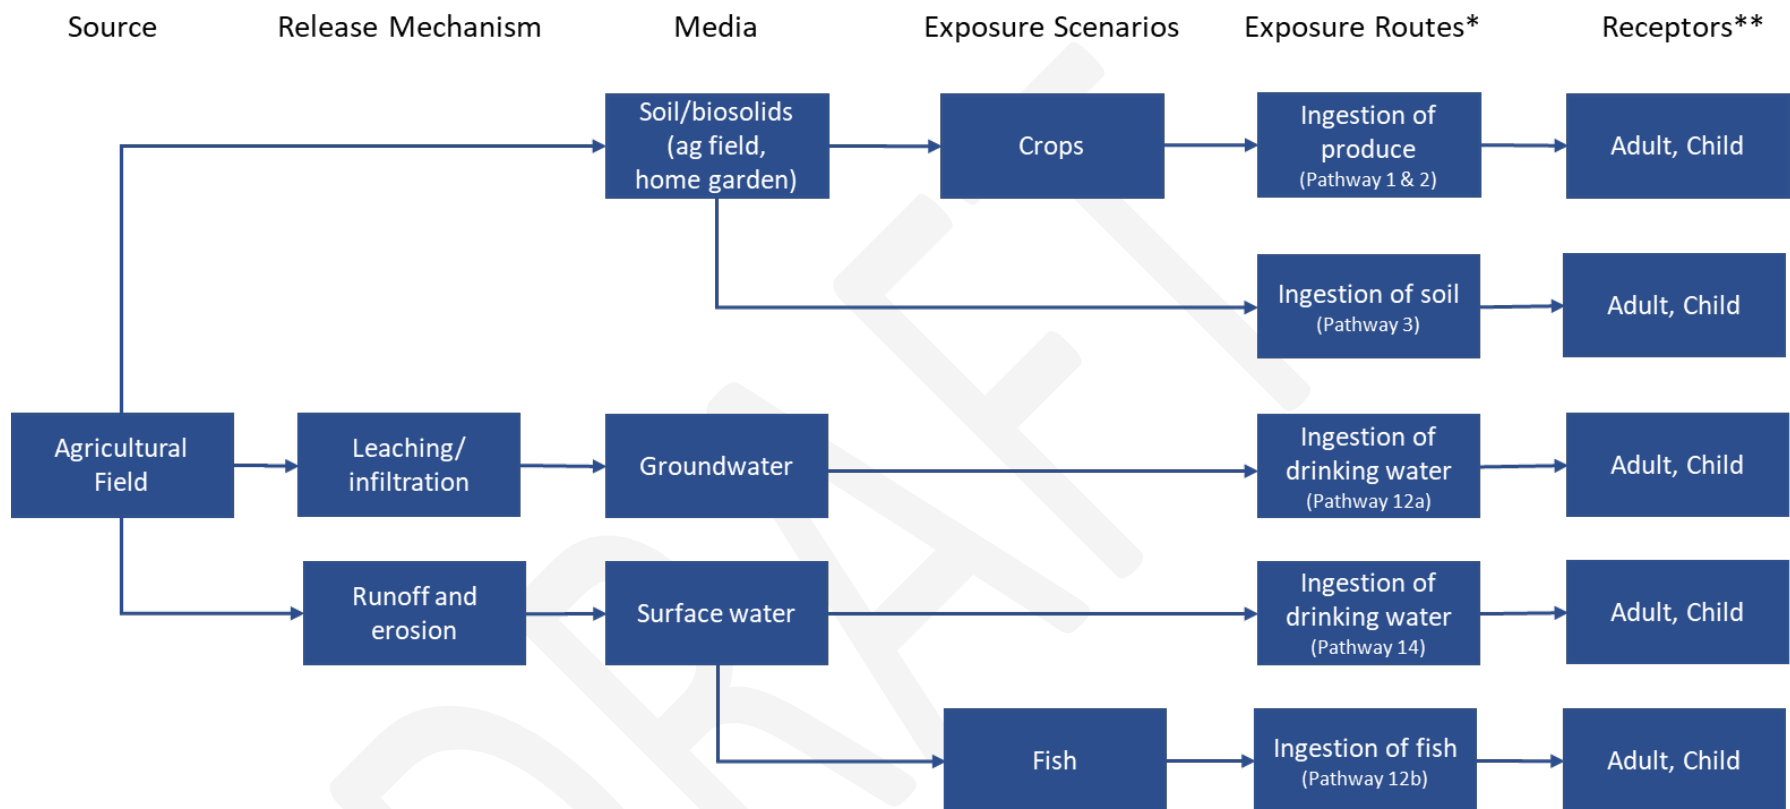 Source
Release Mechanism
Media
Exposure Scenarios
Exposure Routes*
Receptors**
Soil/biosolids
(ag field,
home garden)
Crops
Ingestion of
produce
(Pathway 1 & 2)
Adult, Child
Ingestion of soil
(Pathway 3)
Adult, Child
Agricultural
Field
Leaching/
infiltration
Groundwater
Ingestion of
drinking water
(Pathway 12a)
Adult, Child
Runoff and
erosion
Surface water
Ingestion of
drinking water
(Pathway 14)
Adult, Child
Fish
Ingestion of fish
(Pathway 12b)
Adult, Child
DRAFT